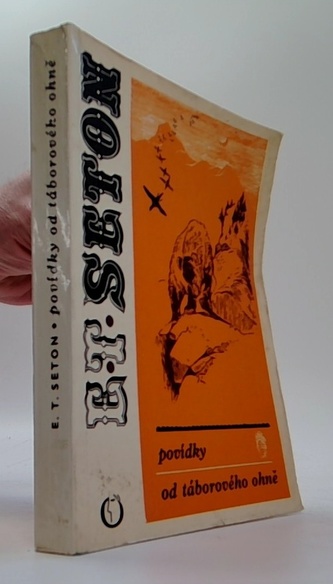 E. T. SETON • povídky od táborového ohně
E.T. SETON
povídky
od táborového ohně